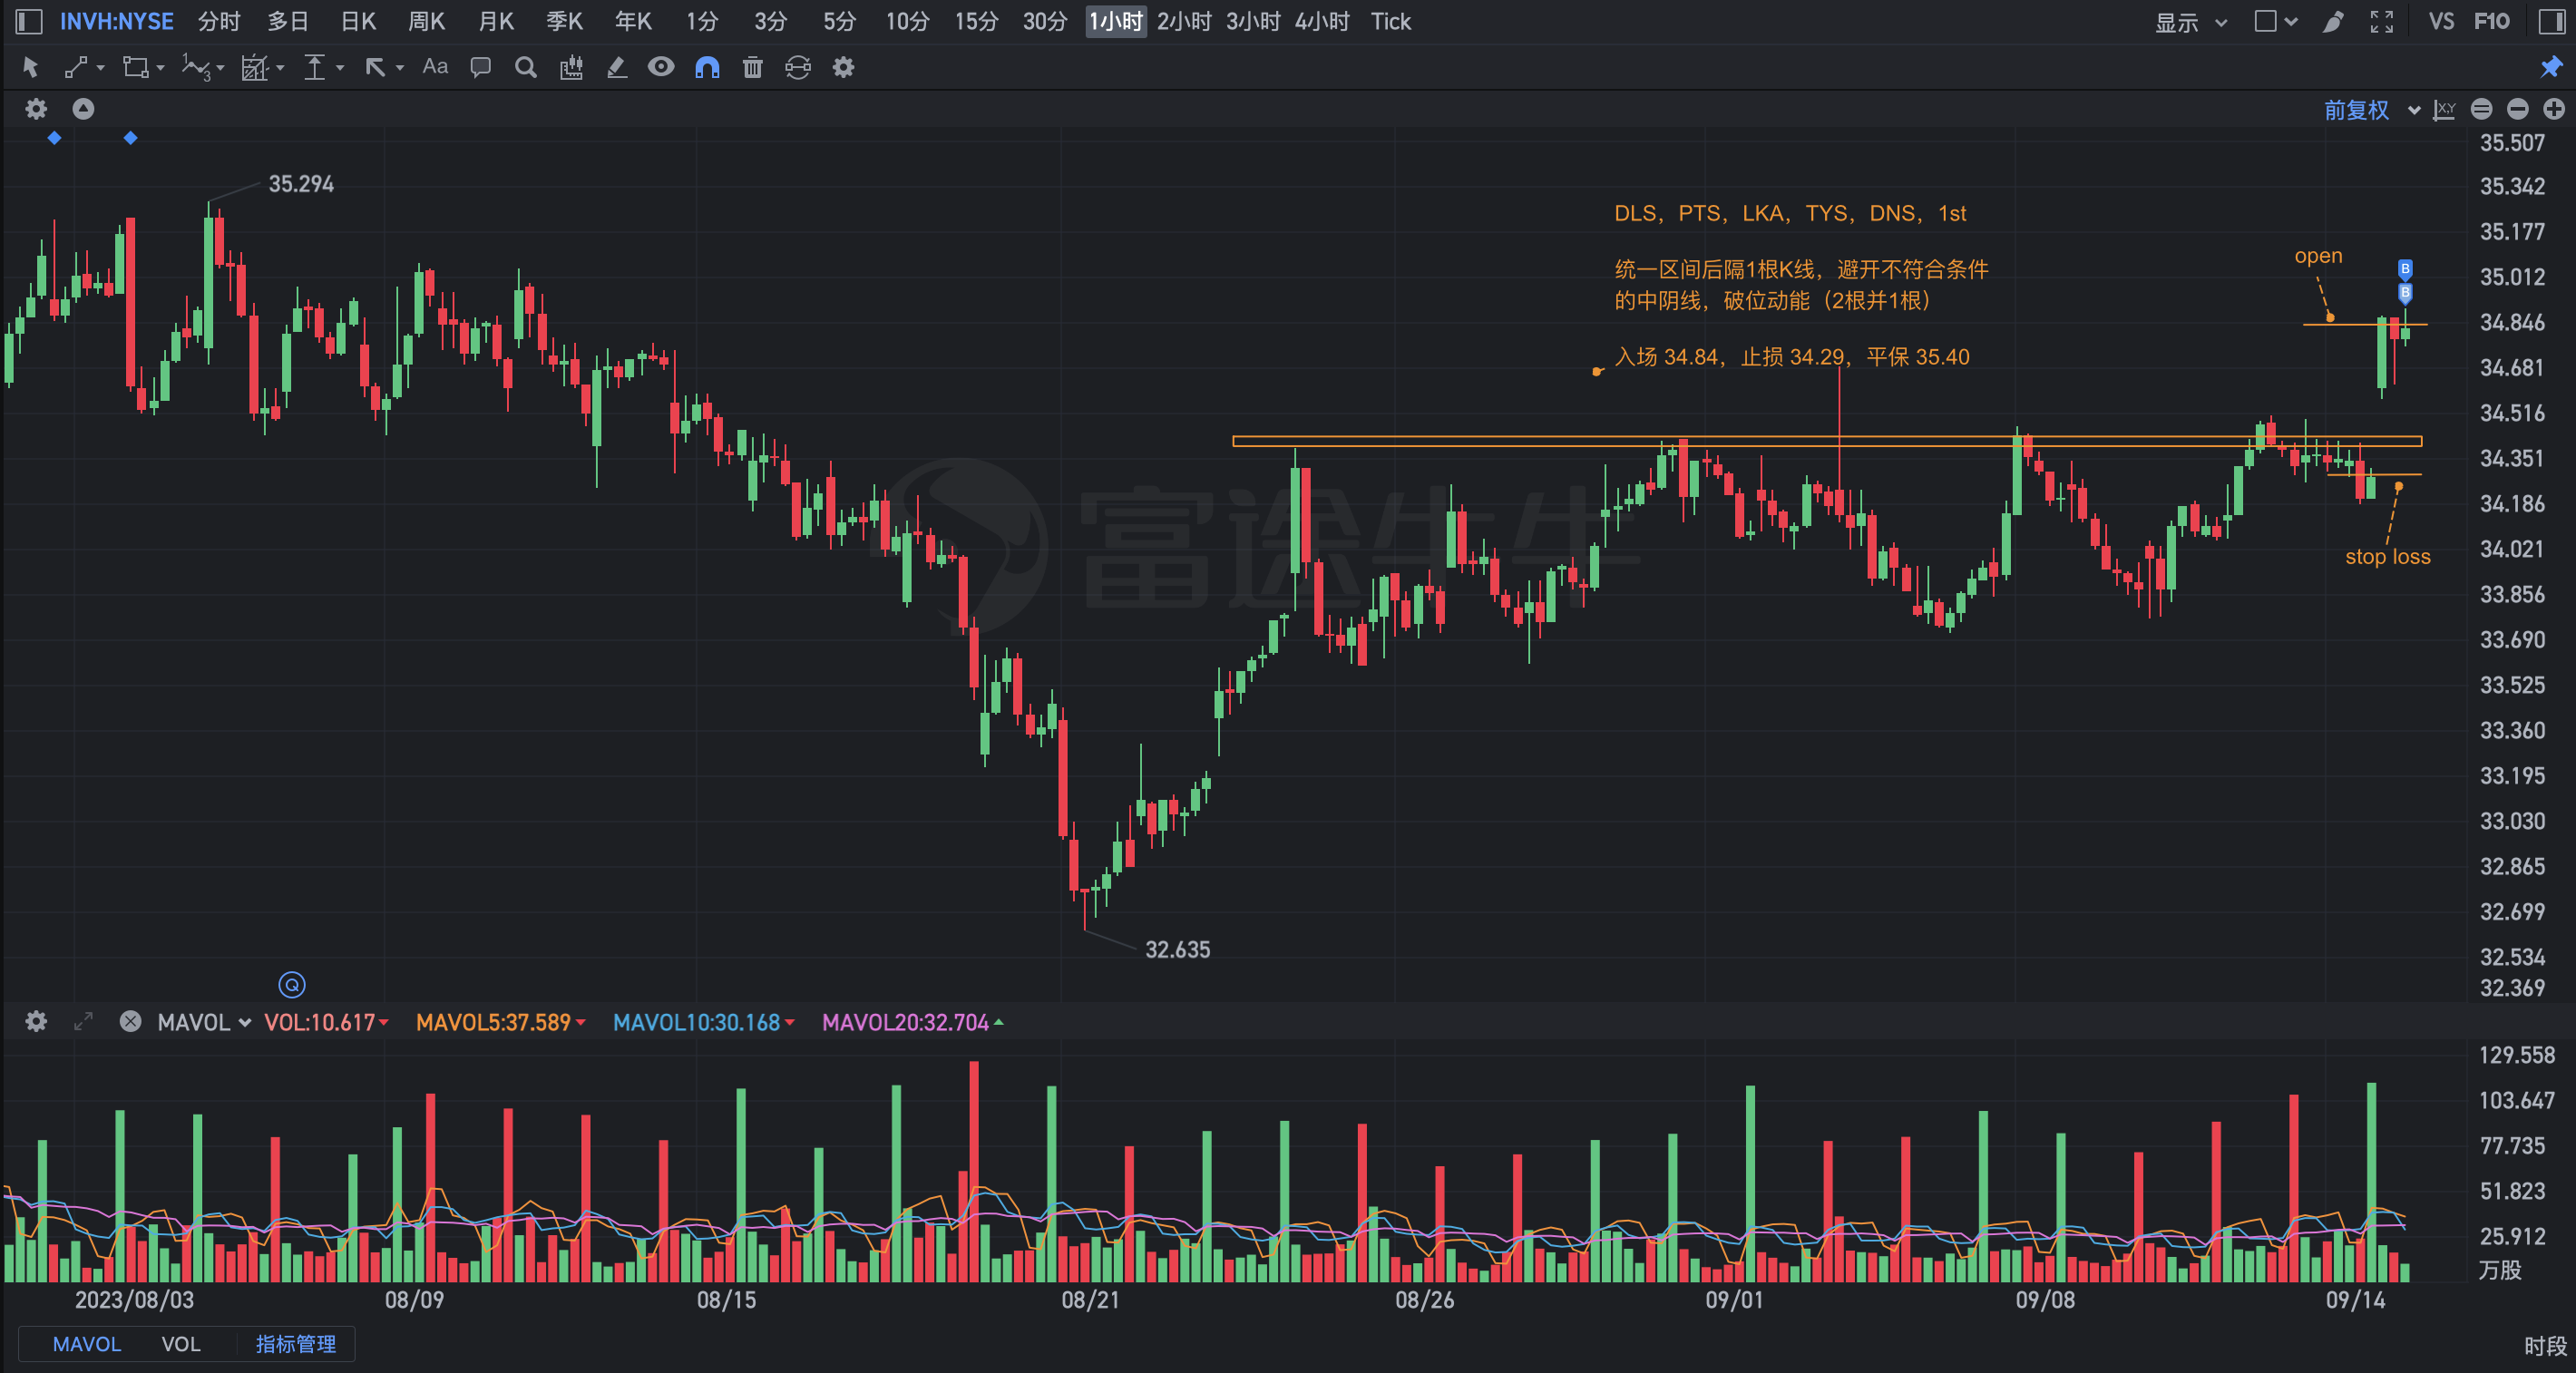 INVH:NYSE 分时 多日 日K 周K 月K 季K 年K 1分 3分 5分 10分 15分 30分 1小时 2小时 3小时 4小时 Tick 显示 VS F10
Aa
前复权
35.507
35.294
35.342
DLS，PTS，LKA，TYS，DNS，1st
35.177
open
统一区间后隔1根K线，避开不符合条件
35.012
B
B
的中阴线，破位动能（2根并1根）
34.846
入场 34.84，止损 34.29，平保 35.40
34.681
34.516
34.351
34.186
富途牛牛
34.021
stop loss
33.856
33.690
33.525
33.360
33.195
33.030
32.865
32.699
32.635
32.534
32.369
Q
MAVOL VOL:10.617 MAVOL5:37.589 MAVOL10:30.168 MAVOL20:32.704
129.558
103.647
77.735
51.823
25.912
万股
2023/08/03 08/09 08/15 08/21 08/26 09/01 09/08 09/14
MAVOL VOL 指标管理 时段